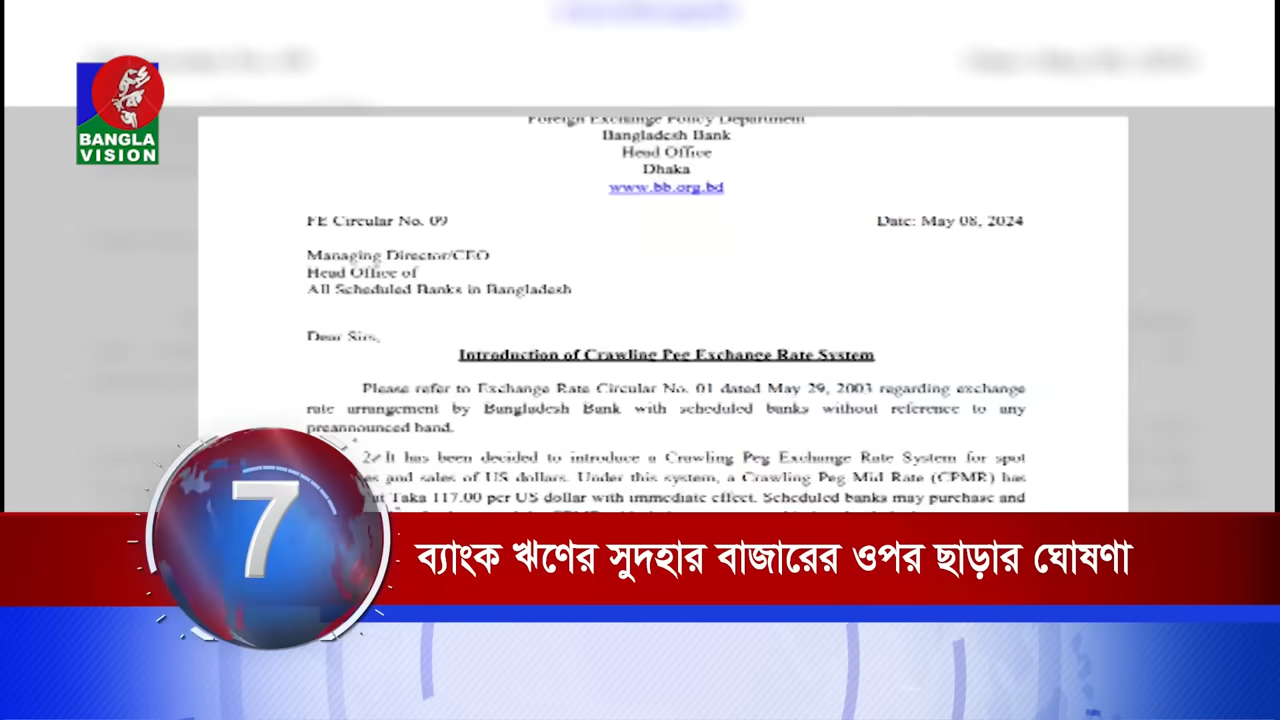 BANGLA
VISION
Foreign Exchange Policy Department
Bangladesh Bank
Head Office
Dhaka
www.bb.org.bd
FE Circular No. 09
Date: May 08, 2024
Managing Director/CEO
Head Office of
All Scheduled Banks in Bangladesh
Dear Sirs,
Introduction of Crawling Peg Exchange Rate System
Please refer to Exchange Rate Circular No. 01 dated May 29, 2003 regarding exchange
rate arrangement by Bangladesh Bank with scheduled banks without reference to any
preannounced band.
2. It has been decided to introduce a Crawling Peg Exchange Rate System for spot
and sales of US dollars. Under this system, a Crawling Peg Mid Rate (CPMR) has
Taka 117.00 per US dollar with immediate effect. Scheduled banks may purchase and
7
ব্যাংক ঋণের সুদহার বাজারের ওপর ছাড়ার ঘোষণা